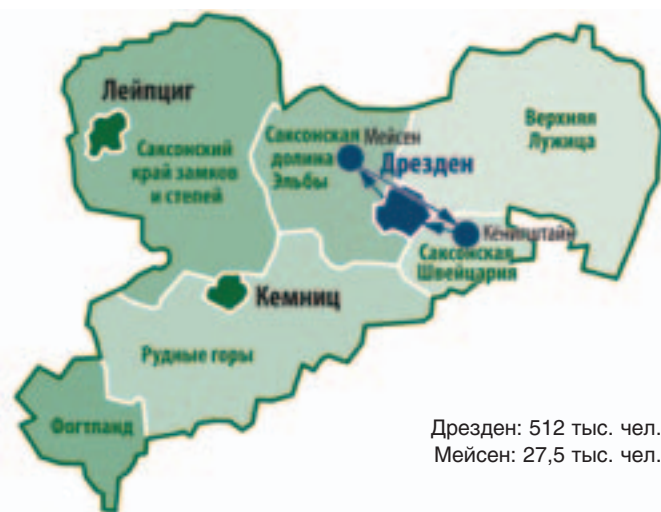 Лейпциг
Саксонский
край замков
и степей
Саксонская
долина
Эльбы
Мейсен
Дрезден
Верхняя
Лужица
Кёнигштайн
Саксонская
Швейцария
Кемниц
Рудные горы
Фогтланд
Дрезден: 512 тыс. чел.
Мейсен: 27,5 тыс. чел.